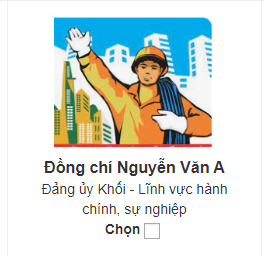 Đồng chí Nguyễn Văn A
Đảng ủy Khối - Lĩnh vực hành
chính, sự nghiệp
Chọn